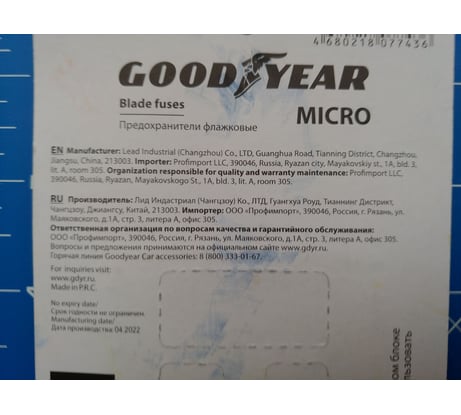 4680218077436
GOODYEAR
Blade fuses
MICRO
Предохранители флажковые
EN Manufacturer: Lead Industrial (Changzhou) Co., LTD, Guanghua Road, Tianning District, Changzhou,
Jiangsu, China, 213003. Importer: Profimport LLC, 390046, Russia, Ryazan city, Mayakovskiy st., 1A, bld. 3,
lit. A, room 305. Organization responsible for quality and warranty maintenance: Profimport LLC,
390046, Russia, Ryazan, Mayakovskogo St., 1A, bld. 3, lit. A, room 305.
RU Производитель: Лид Индастриал (Чангчжоу) Ко., ЛТД, Гуангхуа Роуд, Тианнинг Дистрикт,
Чангцзоу, Джиангсу, Китай, 213003. Импортер: ООО «Профимпорт», 390046, Россия, г. Рязань, ул.
Маяковского, д.1А, стр. 3, литера А, офис 305.
Ответственная организация по вопросам качества и гарантийного обслуживания:
ООО «Профимпорт», 390046, Россия, г. Рязань, ул. Маяковского, д.1А, стр. 3, литера А, офис 305.
Вопросы и предложения принимаются на официальном сайте www.gdyr.ru.
Горячая линия Goodyear Car accessories: 8 (800) 333-01-67.
For inquiries visit:
www.gdyr.ru.
Made in P.R.C.
No expiry date/
Срок годности не ограничен.
Manufacturing date/
Дата производства: 04.2022
ом блоке
льзовать